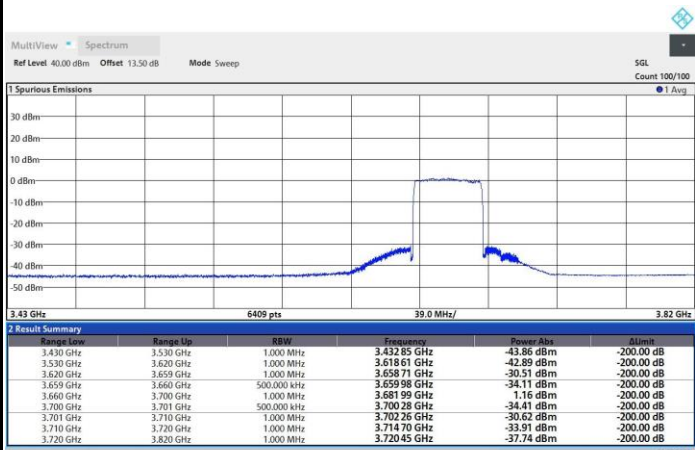 MultiView Spectrum
Ref Level 40.00 dBm Offset 13.50 dB Mode Sweep SGL
Count 100/100
1 Spurious Emissions 1 Avg
30 dBm
20 dBm
10 dBm
0 dBm
-10 dBm
-20 dBm
-30 dBm
-40 dBm
-50 dBm
3.43 GHz 6409 pts 39.0 MHz/ 3.82 GHz
2 Result Summary
Range Low Range Up RBW Frequency Power Abs ΔLimit
3.430 GHz 3.530 GHz 1.000 MHz 3.432 85 GHz -43.86 dBm -200.00 dB
3.530 GHz 3.620 GHz 1.000 MHz 3.618 61 GHz -42.89 dBm -200.00 dB
3.620 GHz 3.659 GHz 1.000 MHz 3.658 71 GHz -30.51 dBm -200.00 dB
3.659 GHz 3.660 GHz 500.000 kHz 3.659 98 GHz -34.11 dBm -200.00 dB
3.660 GHz 3.700 GHz 1.000 MHz 3.681 99 GHz 1.16 dBm -200.00 dB
3.700 GHz 3.701 GHz 500.000 kHz 3.700 28 GHz -34.41 dBm -200.00 dB
3.701 GHz 3.710 GHz 1.000 MHz 3.702 26 GHz -30.62 dBm -200.00 dB
3.710 GHz 3.720 GHz 1.000 MHz 3.714 70 GHz -33.91 dBm -200.00 dB
3.720 GHz 3.820 GHz 1.000 MHz 3.720 45 GHz -37.74 dBm -200.00 dB